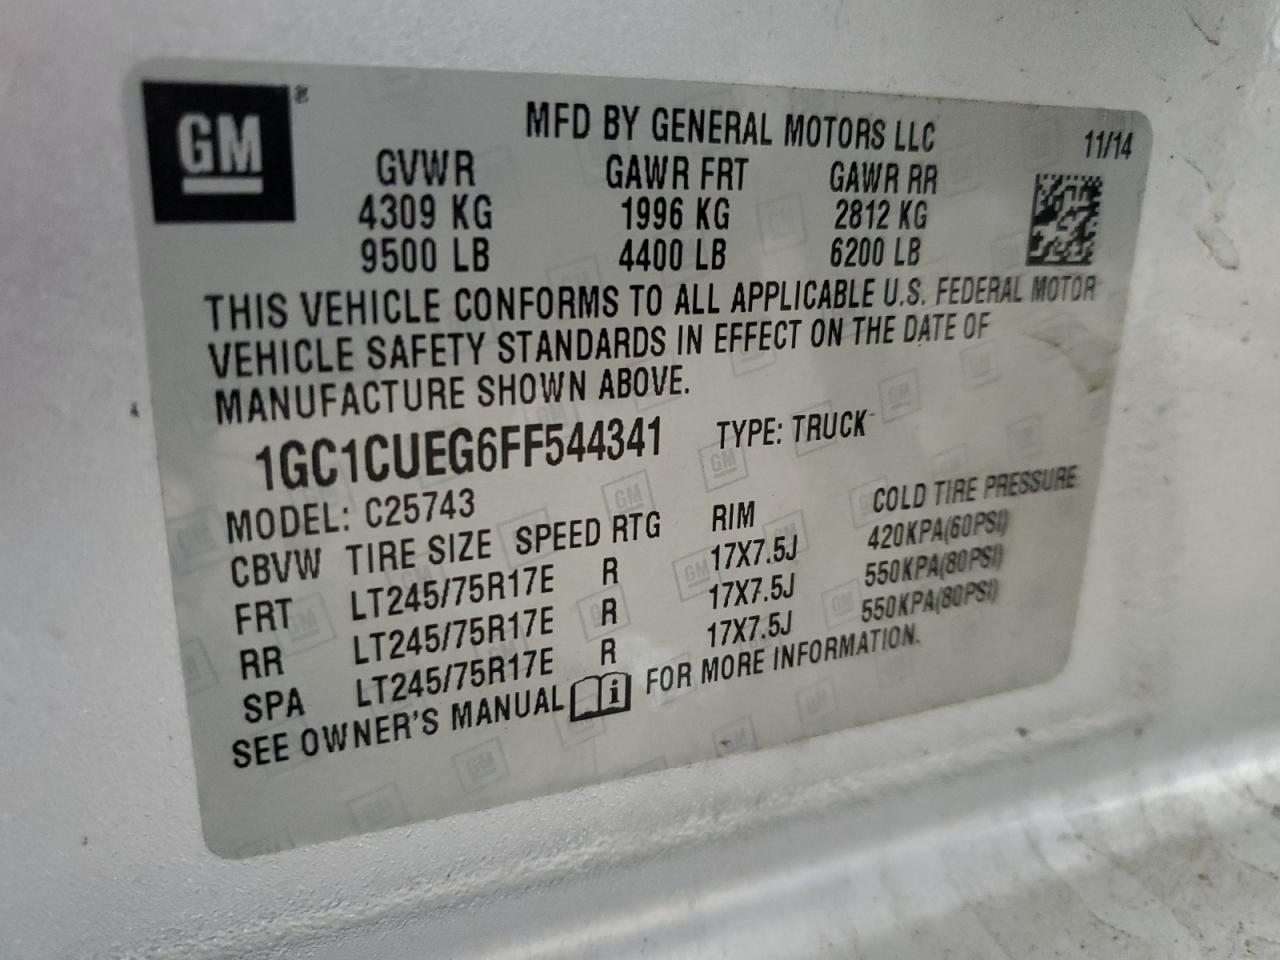 GM ®
MFD BY GENERAL MOTORS LLC 11/14
GVWR GAWR FRT GAWR RR
4309 KG 1996 KG 2812 KG
9500 LB 4400 LB 6200 LB
THIS VEHICLE CONFORMS TO ALL APPLICABLE U.S. FEDERAL MOTOR
VEHICLE SAFETY STANDARDS IN EFFECT ON THE DATE OF
MANUFACTURE SHOWN ABOVE.
1GC1CUEG6FF544341 TYPE: TRUCK
MODEL: C25743
CBVW TIRE SIZE SPEED RTG RIM COLD TIRE PRESSURE
FRT LT245/75R17E R 17X7.5J 420KPA(60PSI)
RR LT245/75R17E R 17X7.5J 550KPA(80PSI)
SPA LT245/75R17E R 17X7.5J 550KPA(80PSI)
SEE OWNER'S MANUAL i FOR MORE INFORMATION.